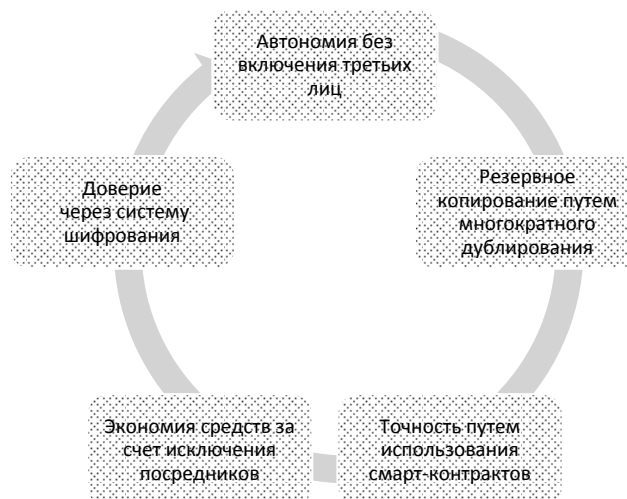 Автономия без
включения третьих
лиц
Резервное
копирование путем
многократного
дублирования
Точность путем
использования
смарт-контрактов
Экономия средств за
счет исключения
посредников
Доверие
через систему
шифрования